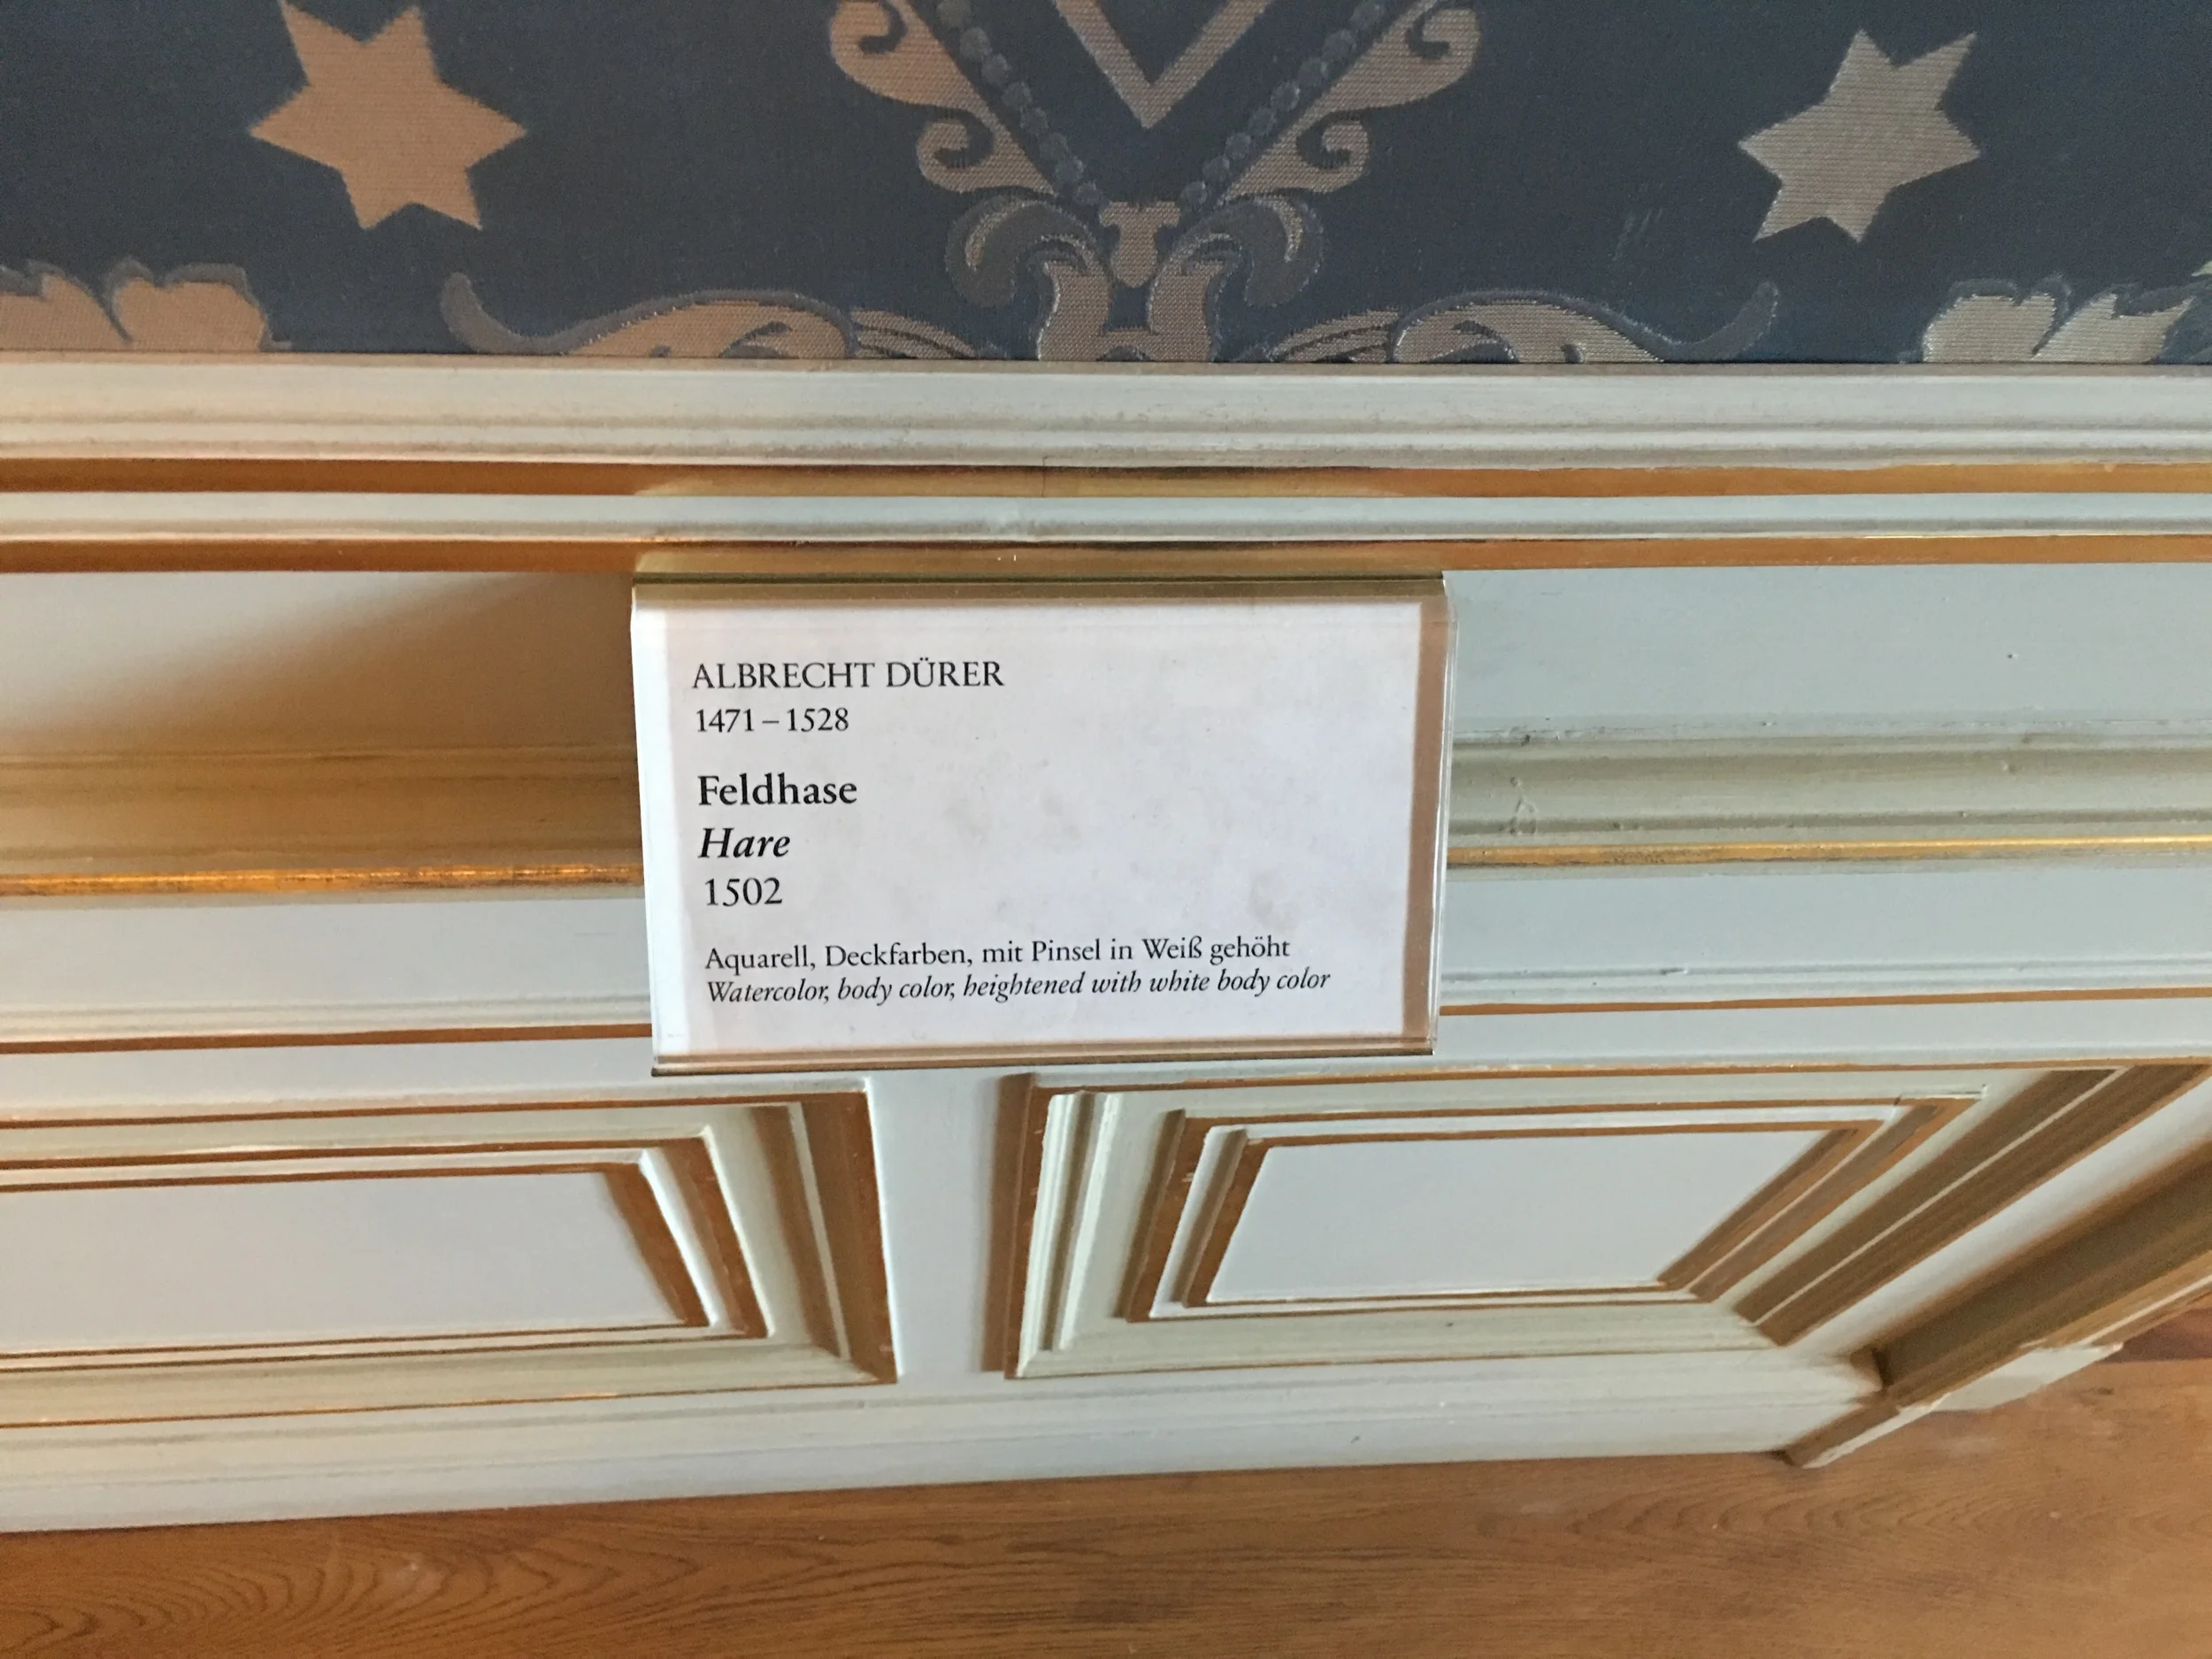 ALBRECHT DÜRER
1471 – 1528
Feldhase
Hare
1502
Aquarell, Deckfarben, mit Pinsel in Weiß gehöht
Watercolor, body color, heightened with white body color